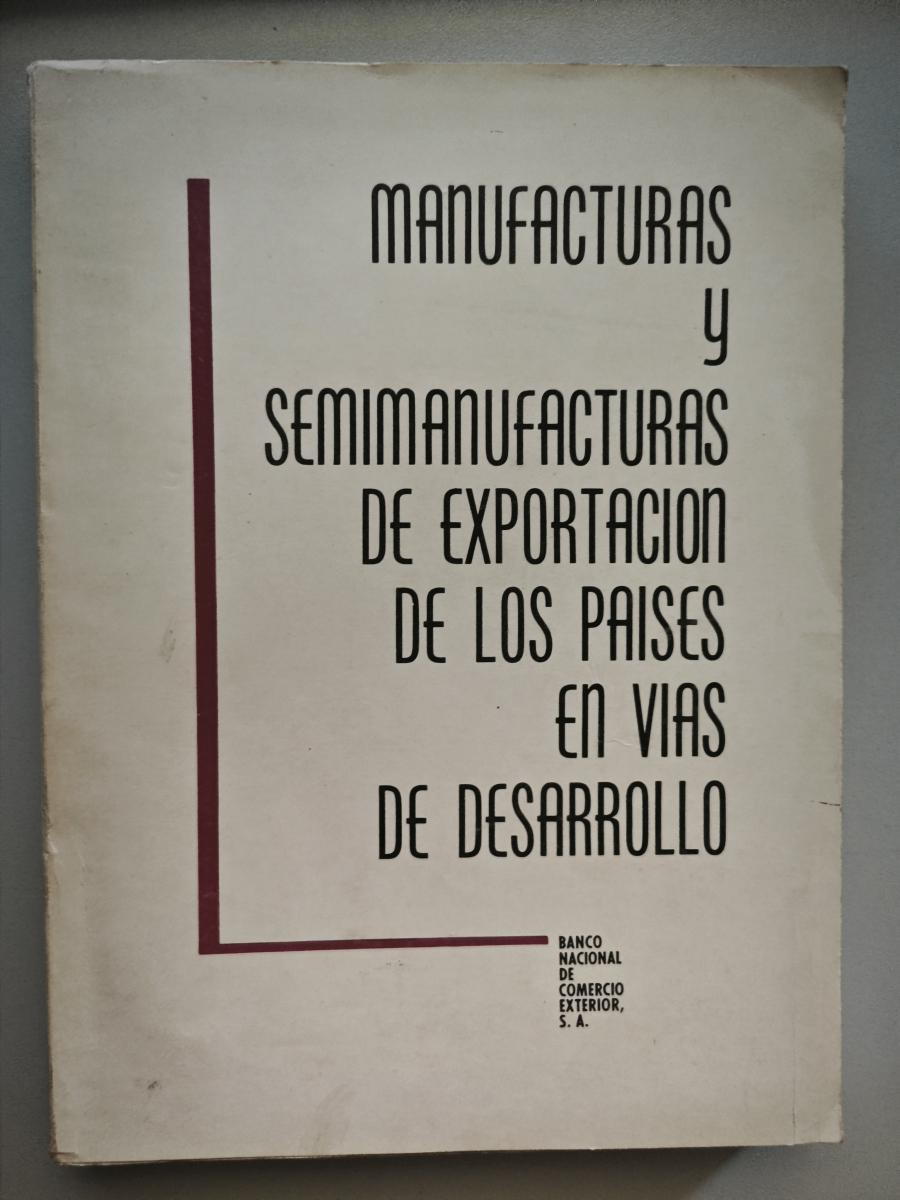 MANUFACTURAS
y
SEMIMANUFACTURAS
DE EXPORTACION
DE LOS PAISES
EN VIAS
DE DESARROLLO
BANCO
NACIONAL
DE
COMERCIO
EXTERIOR,
S. A.